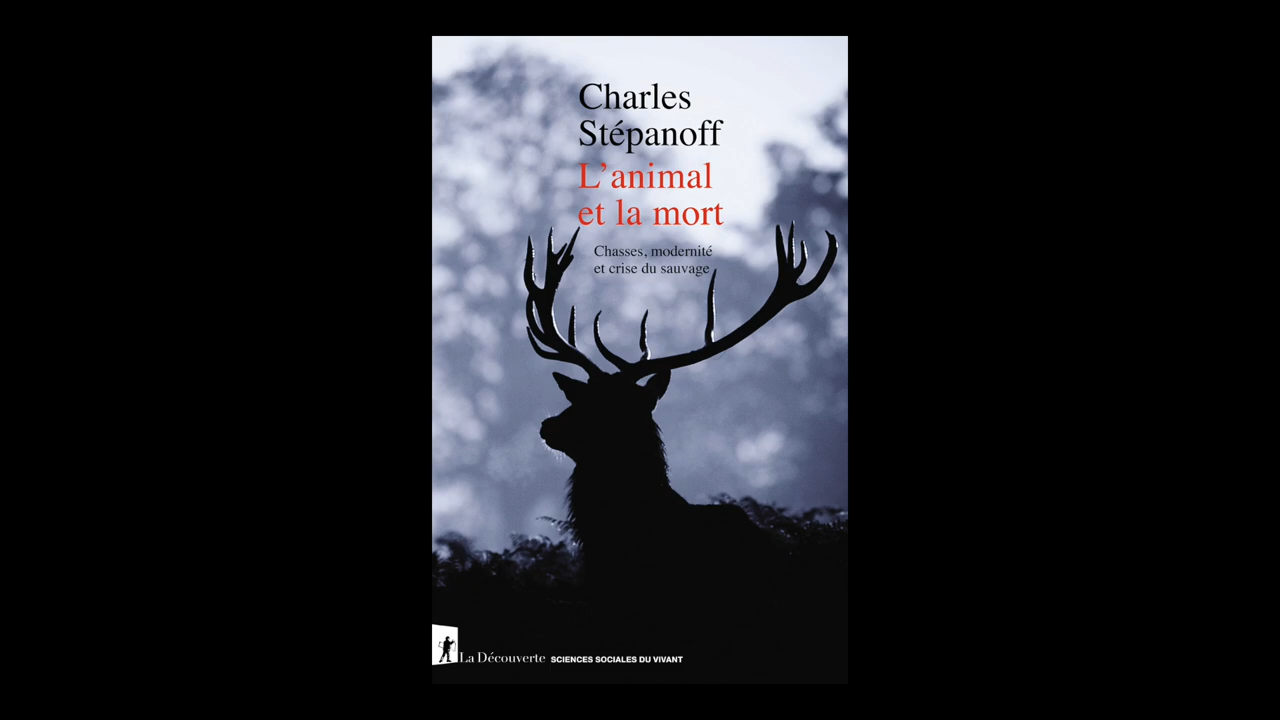 Charles
Stépanoff
L’animal
et la mort
Chasses, modernité
et crise du sauvage
La Découverte SCIENCES SOCIALES DU VIVANT